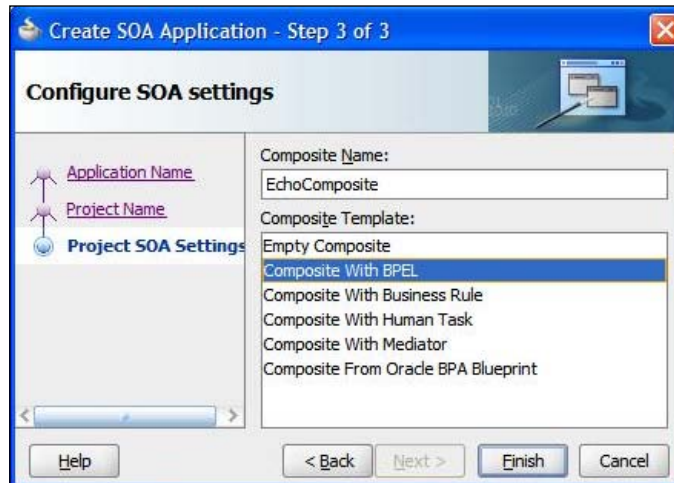 Create SOA Application - Step 3 of 3
Configure SOA settings
Application Name
Project Name
Project SOA Settings
Composite Name:
EchoComposite
Composite Template:
Empty Composite
Composite With BPEL
Composite With Business Rule
Composite With Human Task
Composite With Mediator
Composite From Oracle BPA Blueprint
Help
< Back
Next >
Finish
Cancel